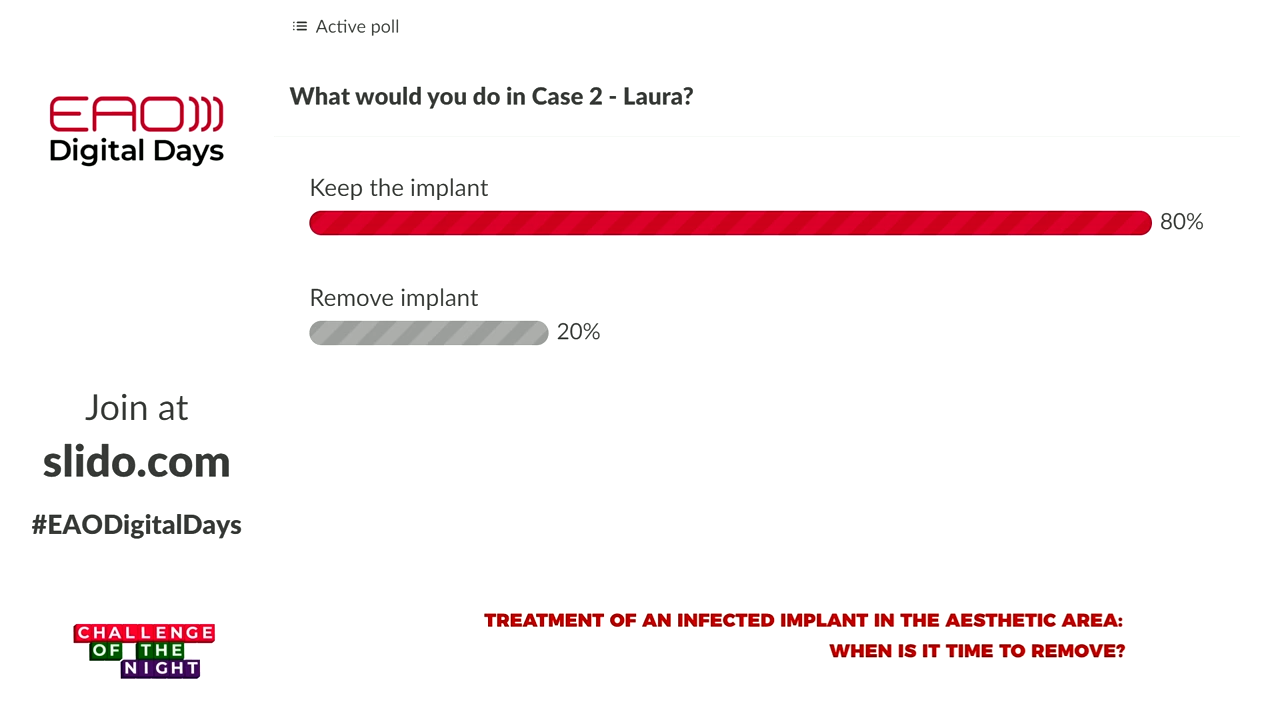 Active poll
EAO
Digital Days
What would you do in Case 2 - Laura?
Keep the implant
80%
Remove implant
20%
Join at
slido.com
#EAODigitalDays
CHALLENGE
OF THE
NIGHT
TREATMENT OF AN INFECTED IMPLANT IN THE AESTHETIC AREA:
WHEN IS IT TIME TO REMOVE?